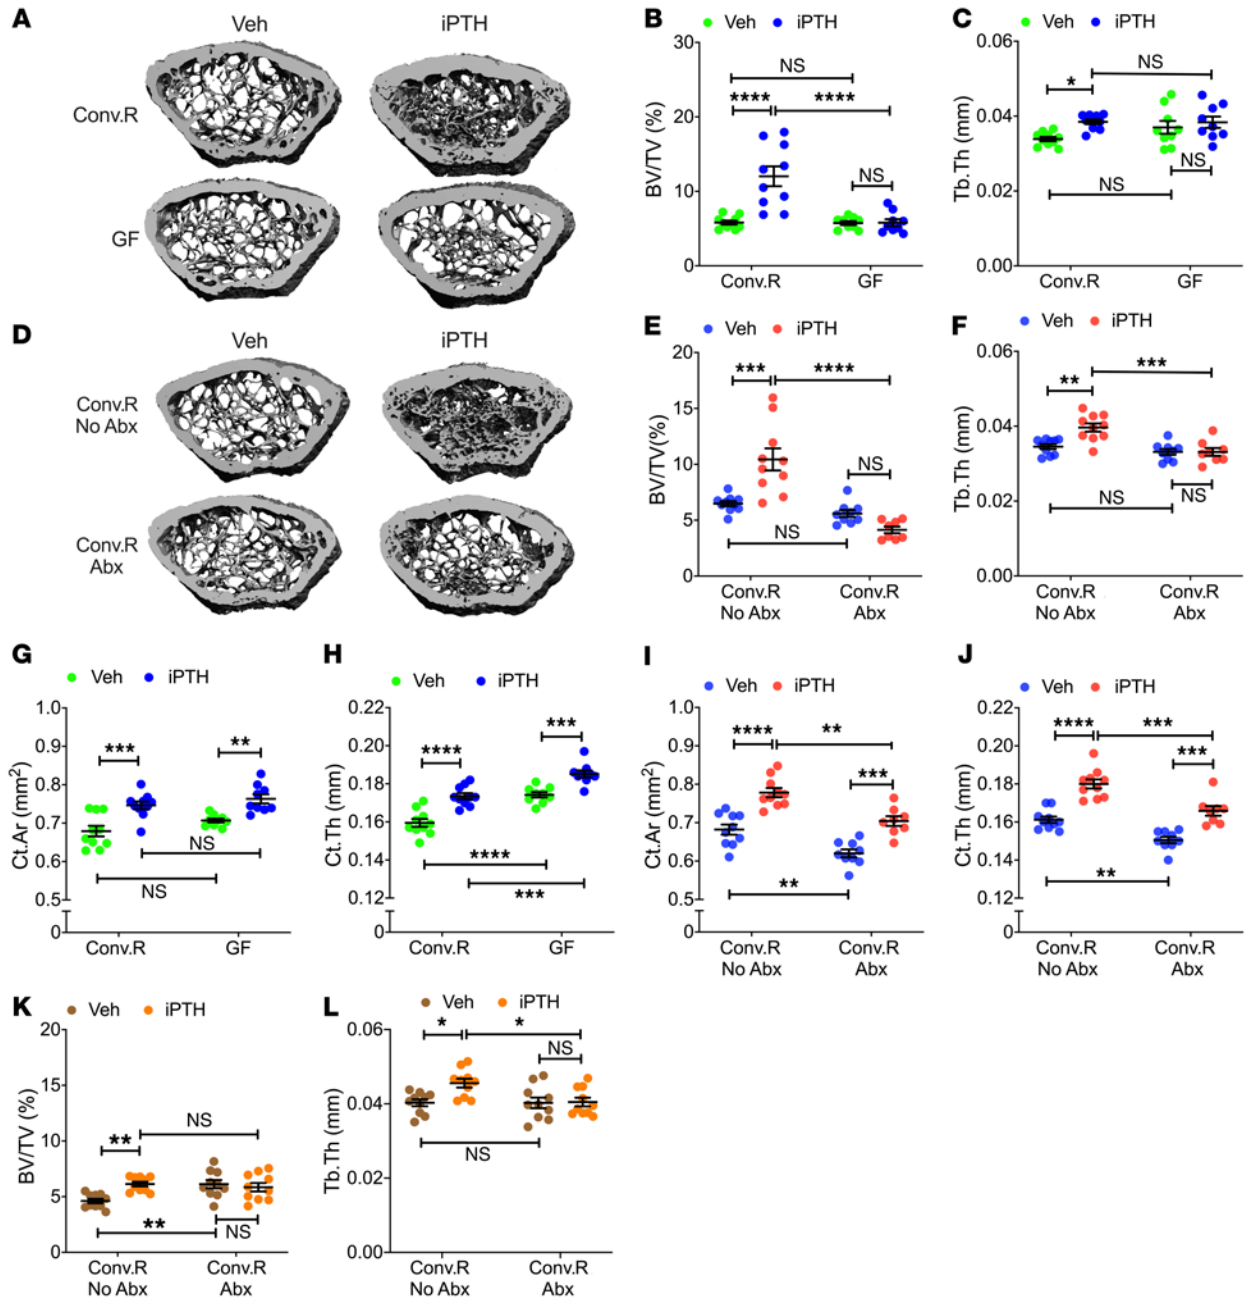 A
Veh
iPTH
Conv.R
GF
B
Veh
iPTH
30
20
10
0
BV/TV (%)
NS
****
****
NS
Conv.R
GF
C
Veh
iPTH
0.06
0.04
0.02
0.00
Tb.Th (mm)
NS
*
NS
NS
Conv.R
GF
D
Veh
iPTH
Conv.R
No Abx
Conv.R
Abx
E
Veh
iPTH
20
15
10
5
0
BV/TV(%)
***
****
NS
NS
Conv.R
No Abx
Conv.R
Abx
F
Veh
iPTH
0.06
0.04
0.02
0.00
Tb.Th (mm)
***
**
NS
NS
Conv.R
No Abx
Conv.R
Abx
G
Veh
iPTH
1.0
0.9
0.8
0.7
0.6
0.5
0
Ct.Ar (mm²)
***
**
NS
NS
Conv.R
GF
H
Veh
iPTH
0.22
0.20
0.18
0.16
0.14
0.12
0
Ct.Th (mm)
***
****
****
***
Conv.R
GF
I
Veh
iPTH
1.0
0.9
0.8
0.7
0.6
0.5
0
Ct.Ar (mm²)
****
**
***
**
Conv.R
No Abx
Conv.R
Abx
J
Veh
iPTH
0.22
0.20
0.18
0.16
0.14
0.12
0
Ct.Th (mm)
****
***
***
**
Conv.R
No Abx
Conv.R
Abx
K
Veh
iPTH
20
15
10
5
0
BV/TV (%)
NS
**
**
NS
Conv.R
No Abx
Conv.R
Abx
L
Veh
iPTH
0.06
0.04
0.02
0.00
Tb.Th (mm)
*
*
NS
NS
Conv.R
No Abx
Conv.R
Abx